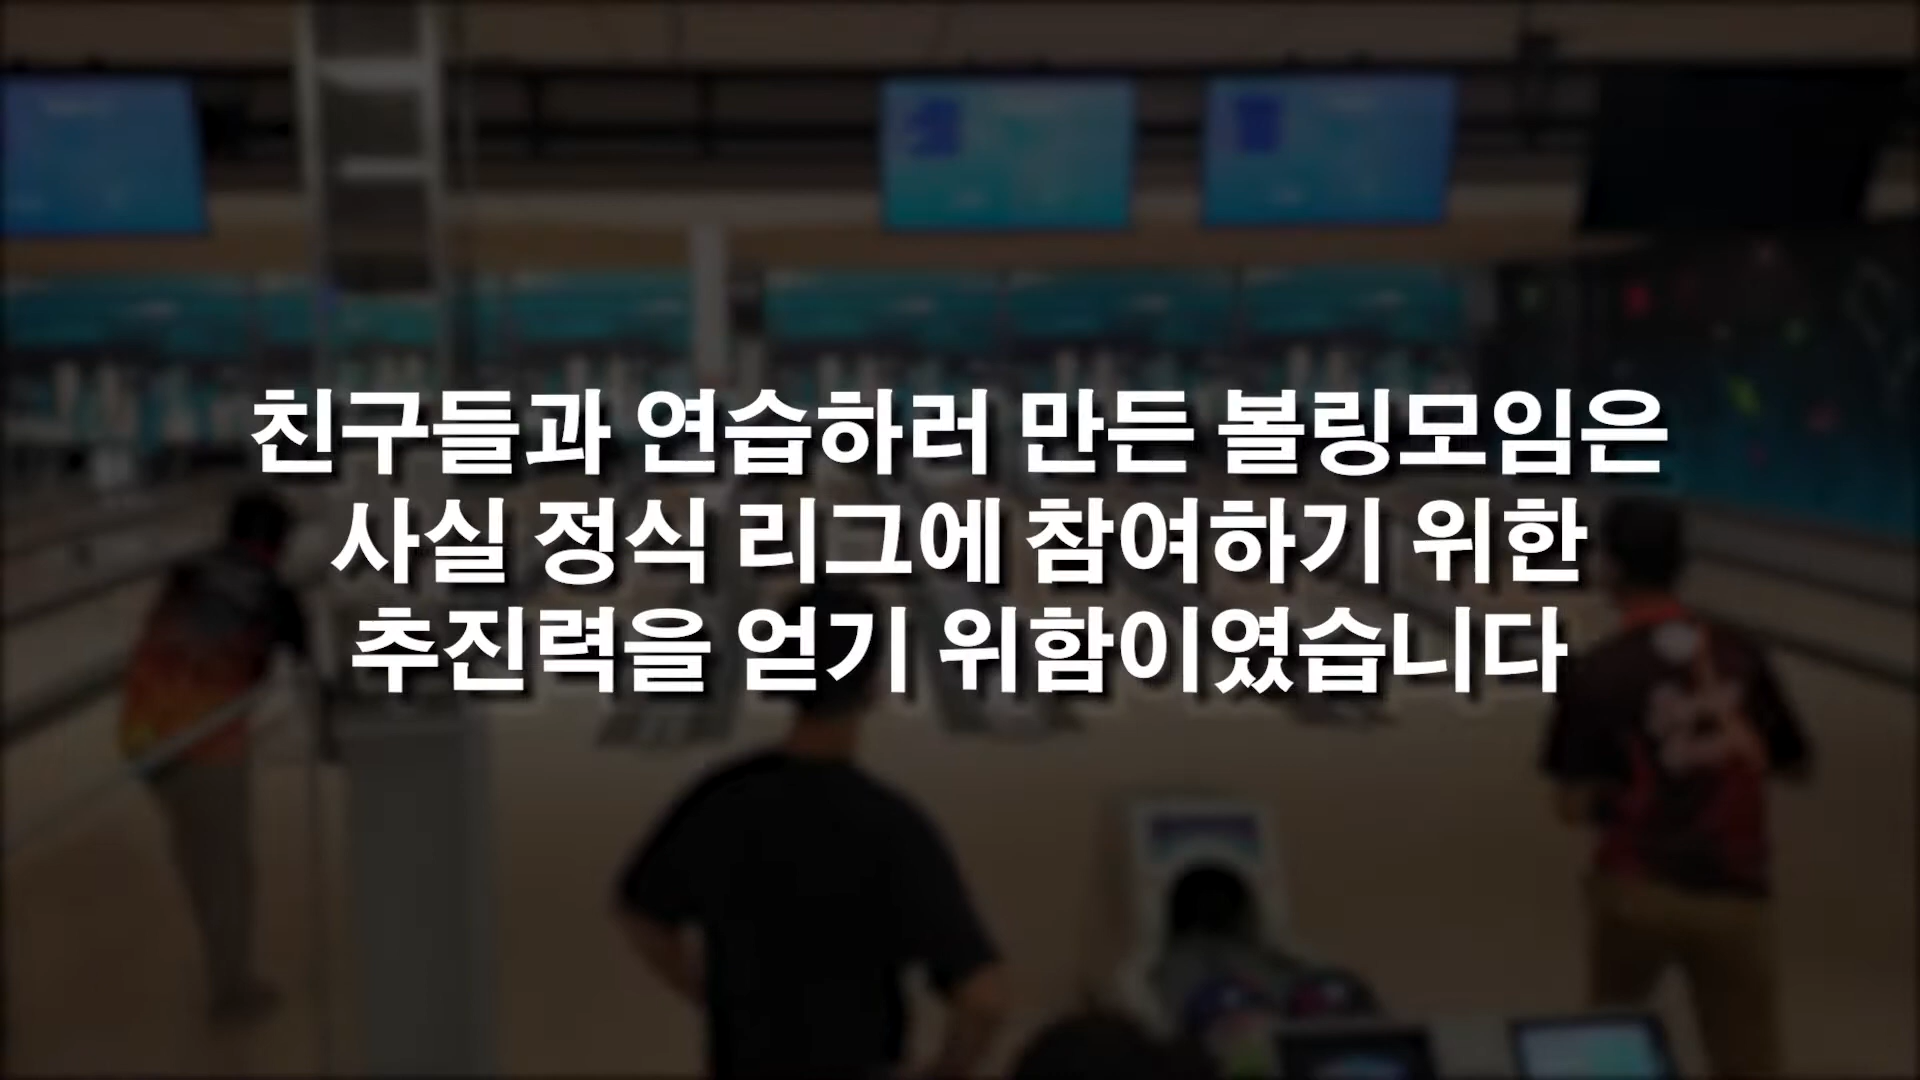 친구들과 연습하러 만든 볼링모임은
사실 정식 리그에 참여하기 위한
추진력을 얻기 위함이였습니다